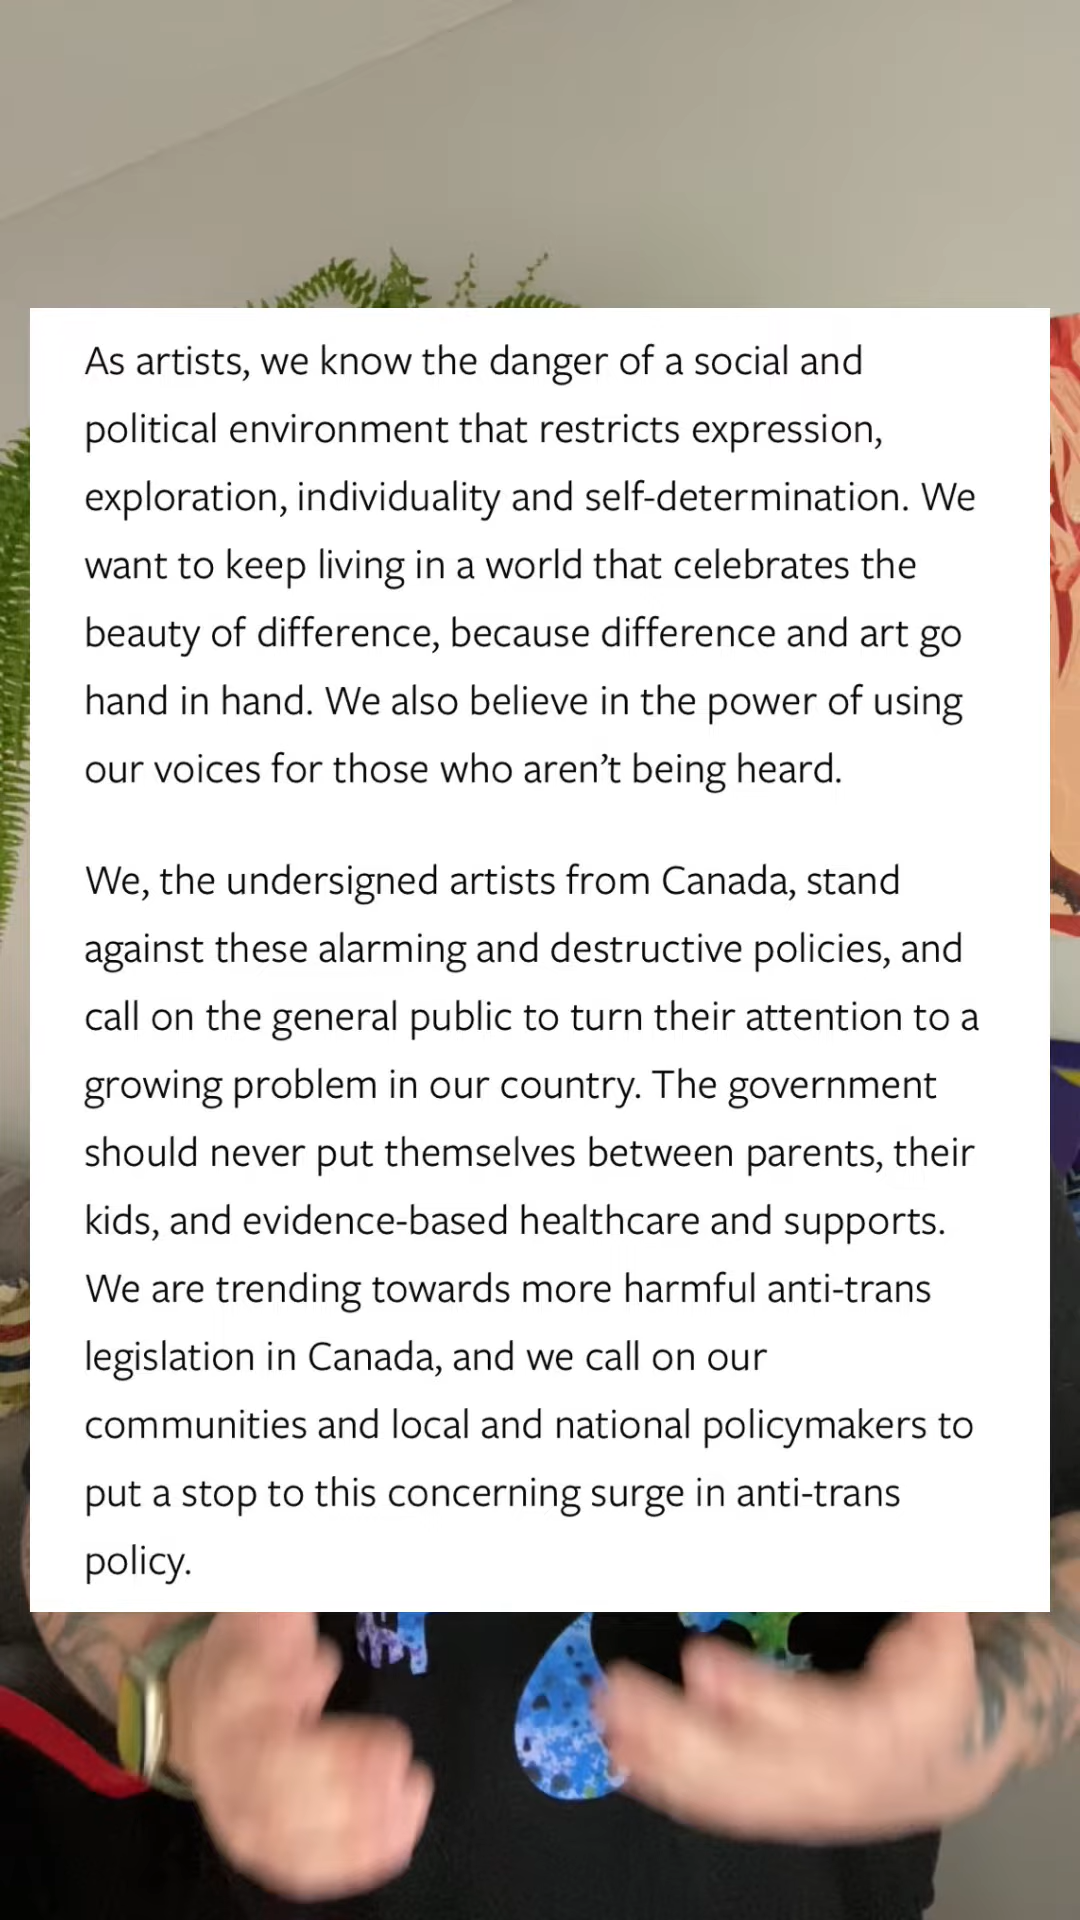 As artists, we know the danger of a social and
political environment that restricts expression,
exploration, individuality and self-determination. We
want to keep living in a world that celebrates the
beauty of difference, because difference and art go
hand in hand. We also believe in the power of using
our voices for those who aren’t being heard.
We, the undersigned artists from Canada, stand
against these alarming and destructive policies, and
call on the general public to turn their attention to a
growing problem in our country. The government
should never put themselves between parents, their
kids, and evidence-based healthcare and supports.
We are trending towards more harmful anti-trans
legislation in Canada, and we call on our
communities and local and national policymakers to
put a stop to this concerning surge in anti-trans
policy.